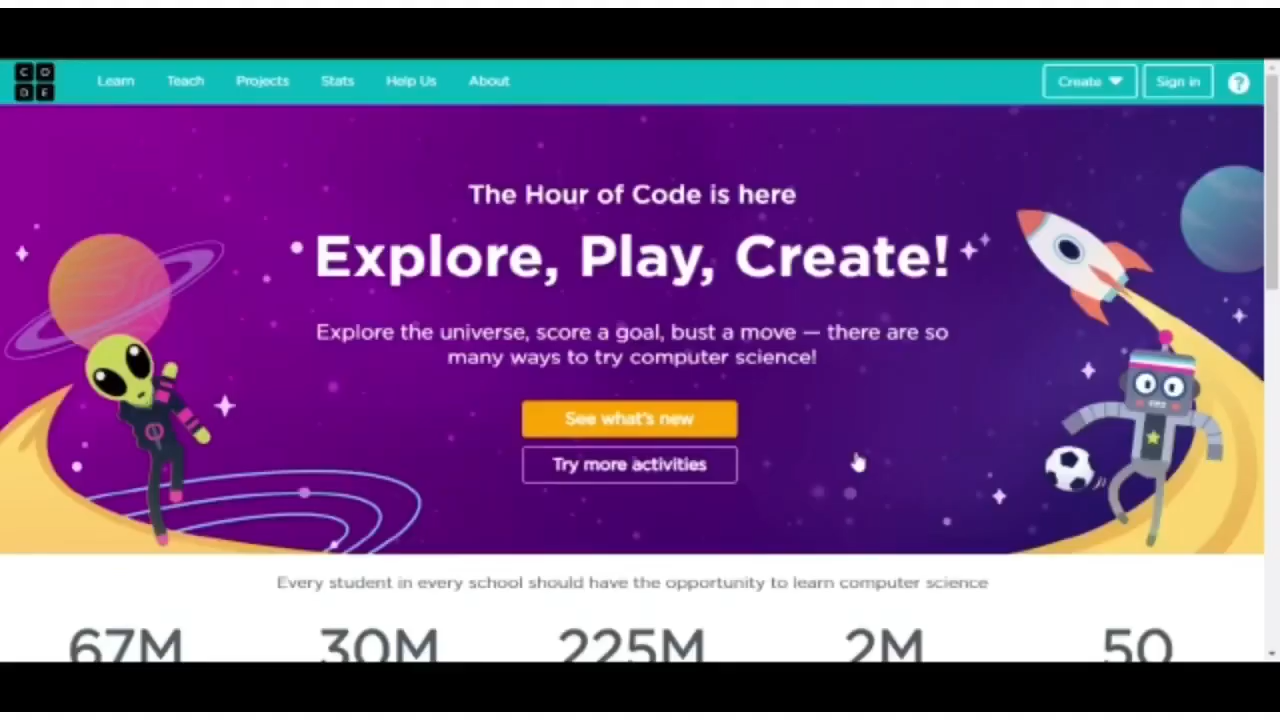 C O
D E
Learn Teach Projects Stats Help Us About Create Sign in ?
The Hour of Code is here
Explore, Play, Create!
Explore the universe, score a goal, bust a move — there are so
many ways to try computer science!
See what's new
Try more activities
Every student in every school should have the opportunity to learn computer science
67M 30M 225M 2M 50